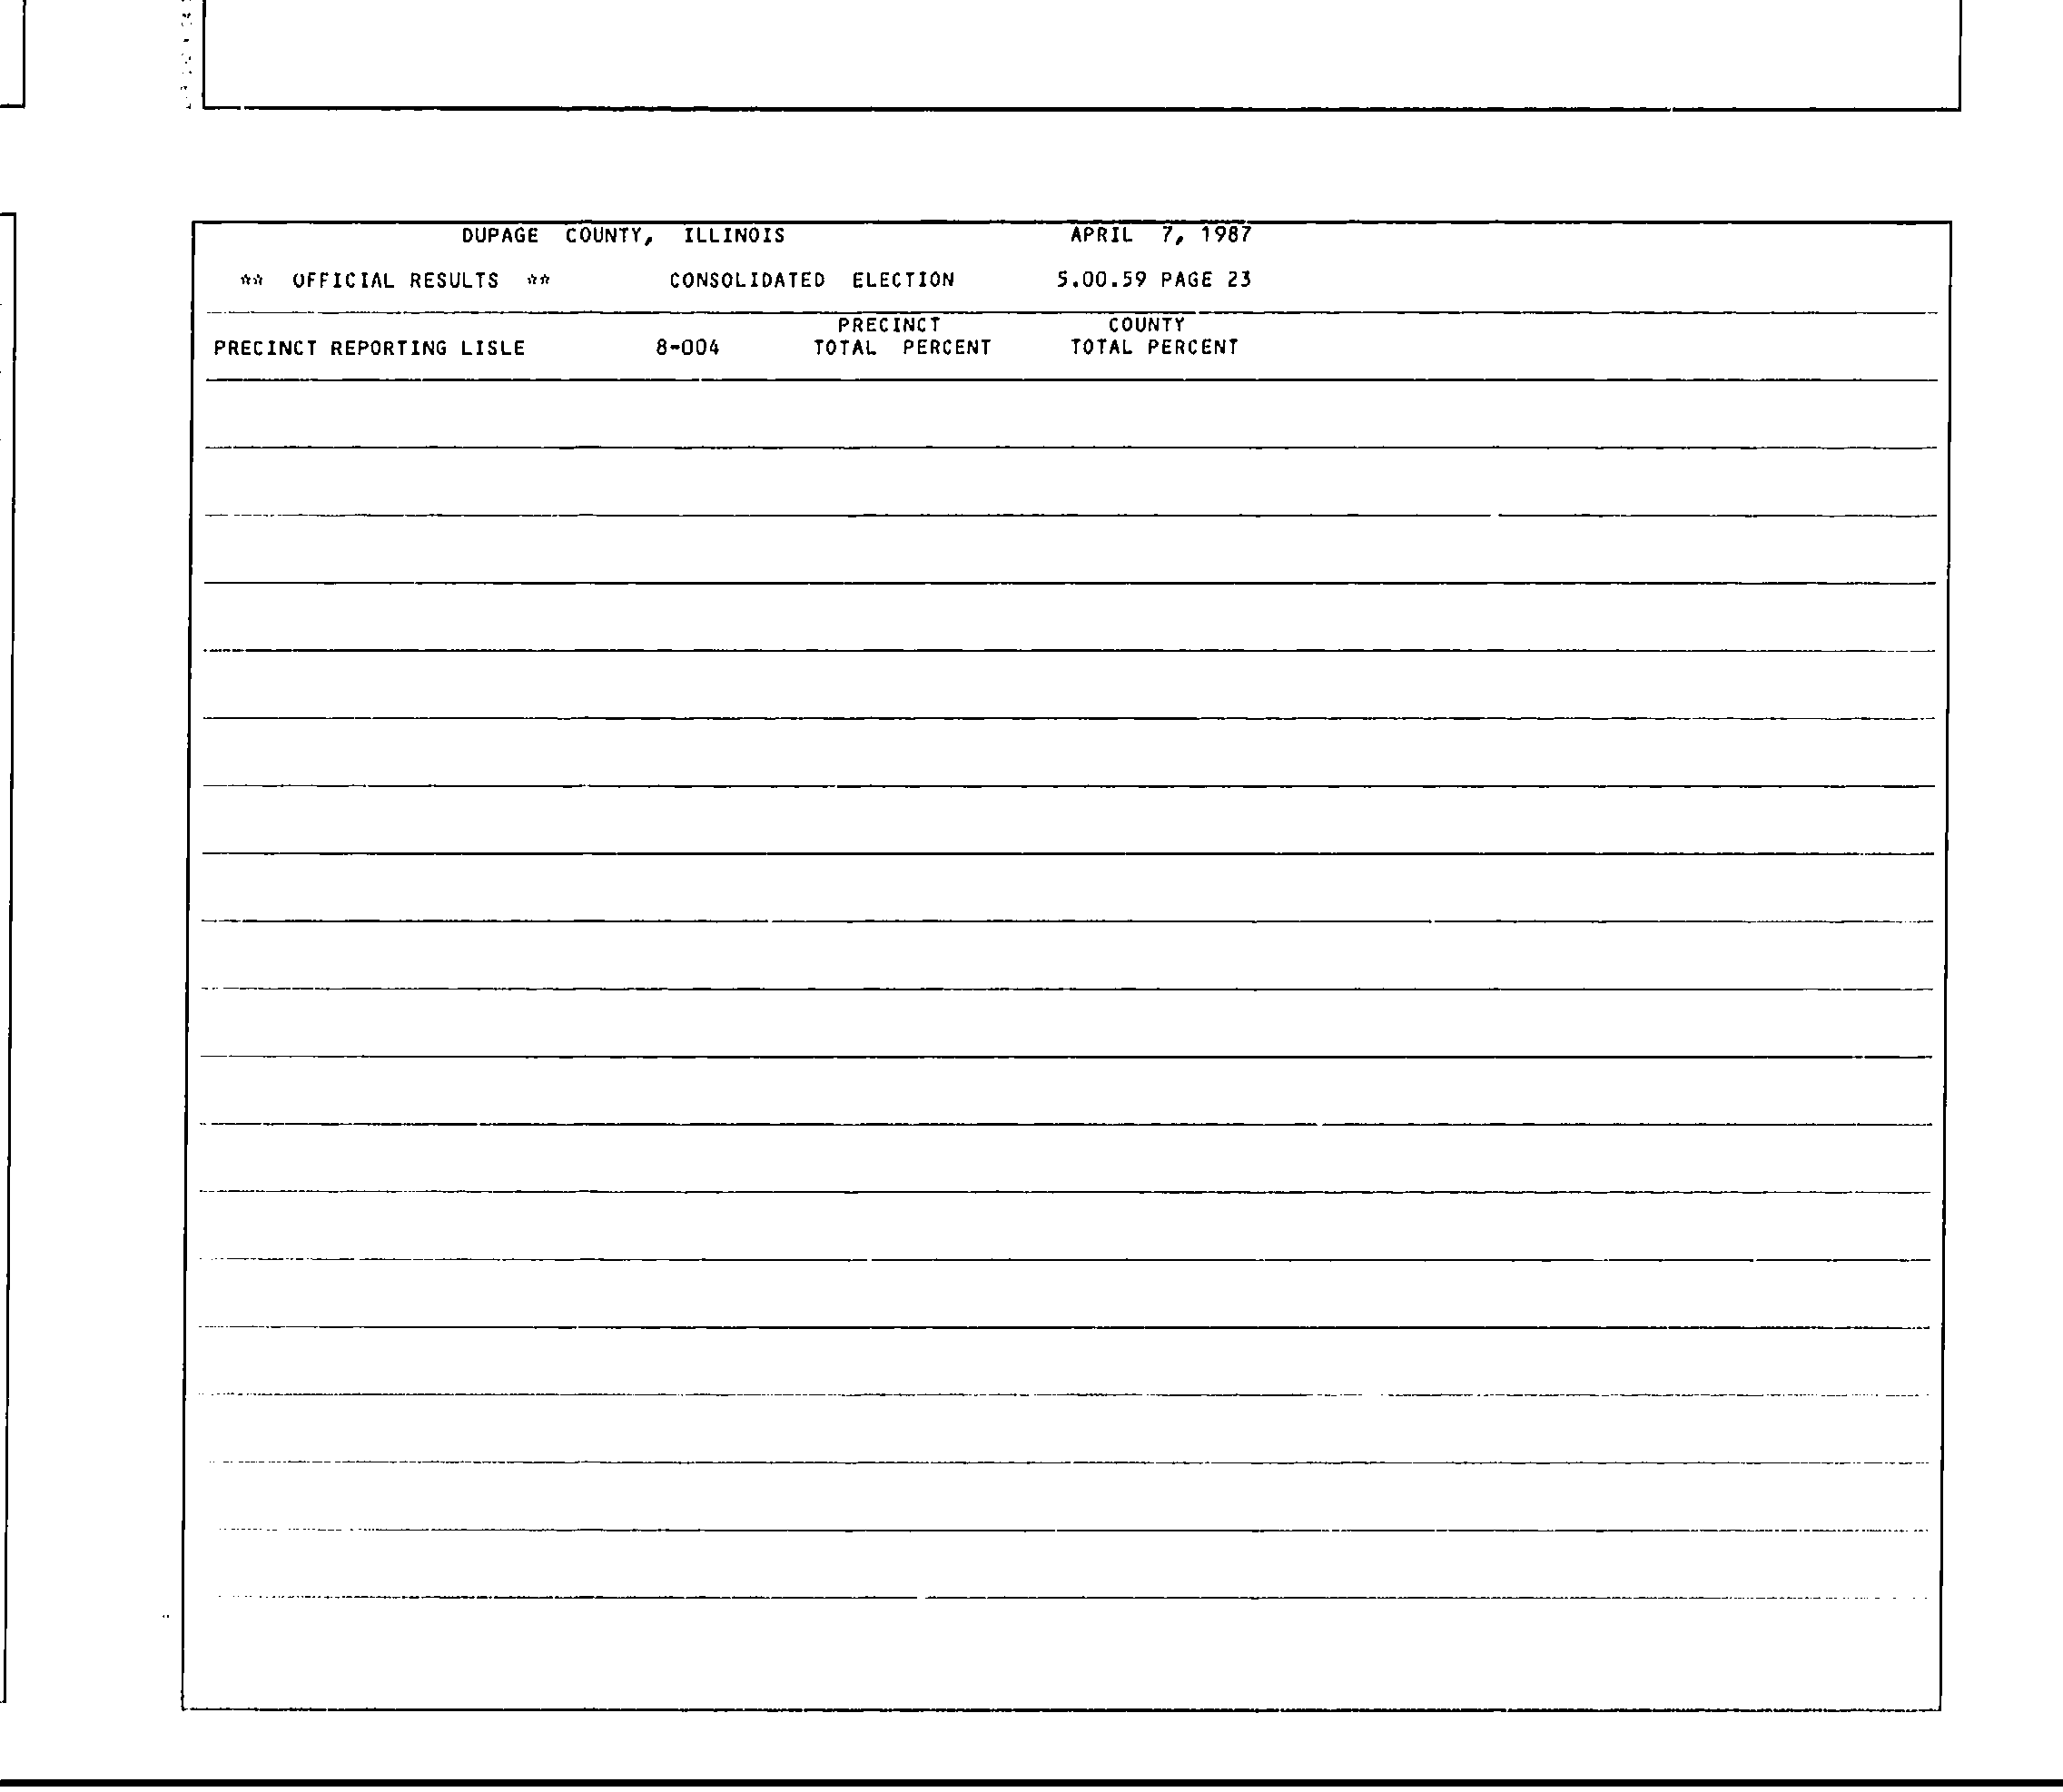 DUPAGE COUNTY, ILLINOIS APRIL 7, 1987
** OFFICIAL RESULTS ** CONSOLIDATED ELECTION 5.00.59 PAGE 23
PRECINCT COUNTY
PRECINCT REPORTING LISLE 8-004 TOTAL PERCENT TOTAL PERCENT